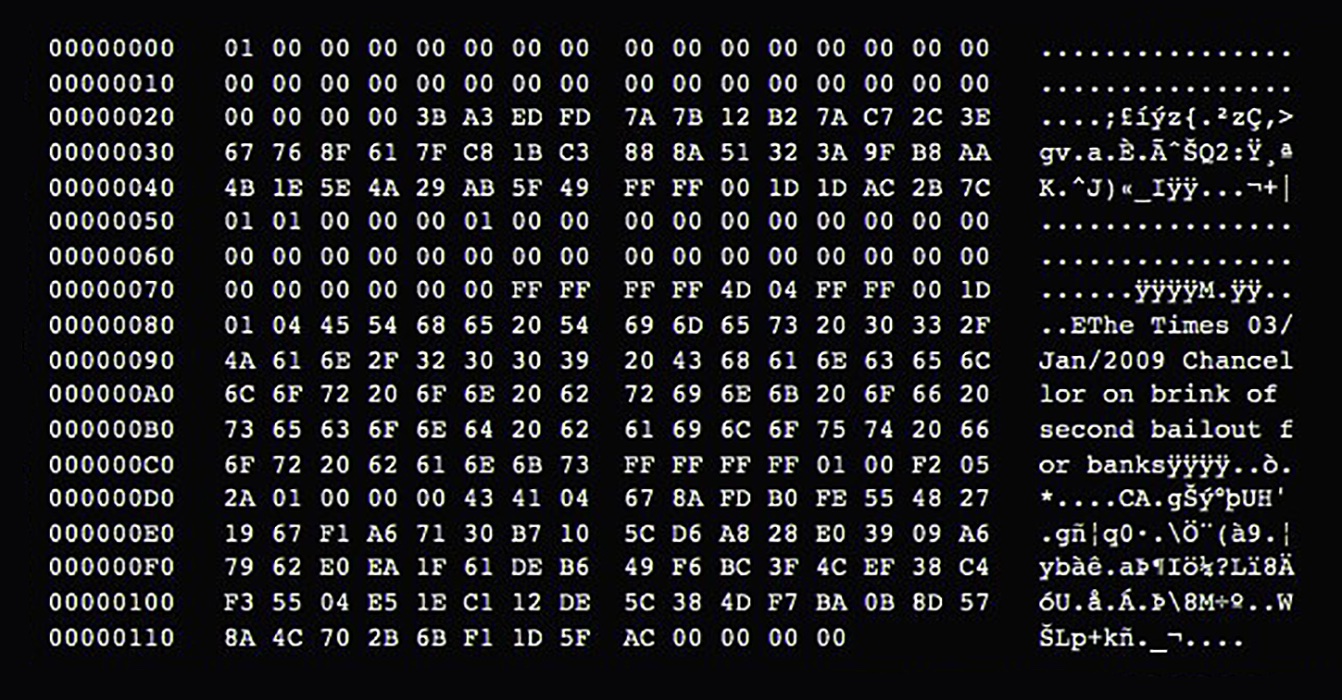 00000000 01 00 00 00 00 00 00 00 00 00 00 00 00 00 00 00 ................
00000010 00 00 00 00 00 00 00 00 00 00 00 00 00 00 00 00 ................
00000020 00 00 00 00 3B A3 ED FD 7A 7B 12 B2 7A C7 2C 3E ....;£íýz{.²zÇ,>
00000030 67 76 8F 61 7F C8 1B C3 88 8A 51 32 3A 9F B8 AA gv.a.È.ÃˆŠQ2:Ÿ¸ª
00000040 4B 1E 5E 4A 29 AB 5F 49 FF FF 00 1D 1D AC 2B 7C K.^J)«_Iÿÿ...¬+|
00000050 01 01 00 00 00 01 00 00 00 00 00 00 00 00 00 00 ................
00000060 00 00 00 00 00 00 00 00 00 00 00 00 00 00 00 00 ................
00000070 00 00 00 00 00 00 FF FF FF FF 4D 04 FF FF 00 1D ......ÿÿÿÿM.ÿÿ..
00000080 01 04 45 54 68 65 20 54 69 6D 65 73 20 30 33 2F ..EThe Times 03/
00000090 4A 61 6E 2F 32 30 30 39 20 43 68 61 6E 63 65 6C Jan/2009 Chancel
000000A0 6C 6F 72 20 6F 6E 20 62 72 69 6E 6B 20 6F 66 20 lor on brink of
000000B0 73 65 63 6F 6E 64 20 62 61 69 6C 6F 75 74 20 66 second bailout f
000000C0 6F 72 20 62 61 6E 6B 73 FF FF FF FF 01 00 F2 05 or banksÿÿÿÿ..ò.
000000D0 2A 01 00 00 00 43 41 04 67 8A FD B0 FE 55 48 27 *....CA.gŠý°þUH'
000000E0 19 67 F1 A6 71 30 B7 10 5C D6 A8 28 E0 39 09 A6 .gñ¦q0·.\Ö¨(à9.¦
000000F0 79 62 E0 EA 1F 61 DE B6 49 F6 BC 3F 4C EF 38 C4 ybàê.aÞ¶Iö¼?Lï8Ä
00000100 F3 55 04 E5 1E C1 12 DE 5C 38 4D F7 BA 0B 8D 57 óU.å.Á.Þ\8M÷º..W
00000110 8A 4C 70 2B 6B F1 1D 5F AC 00 00 00 00 ŠLp+kñ._¬....